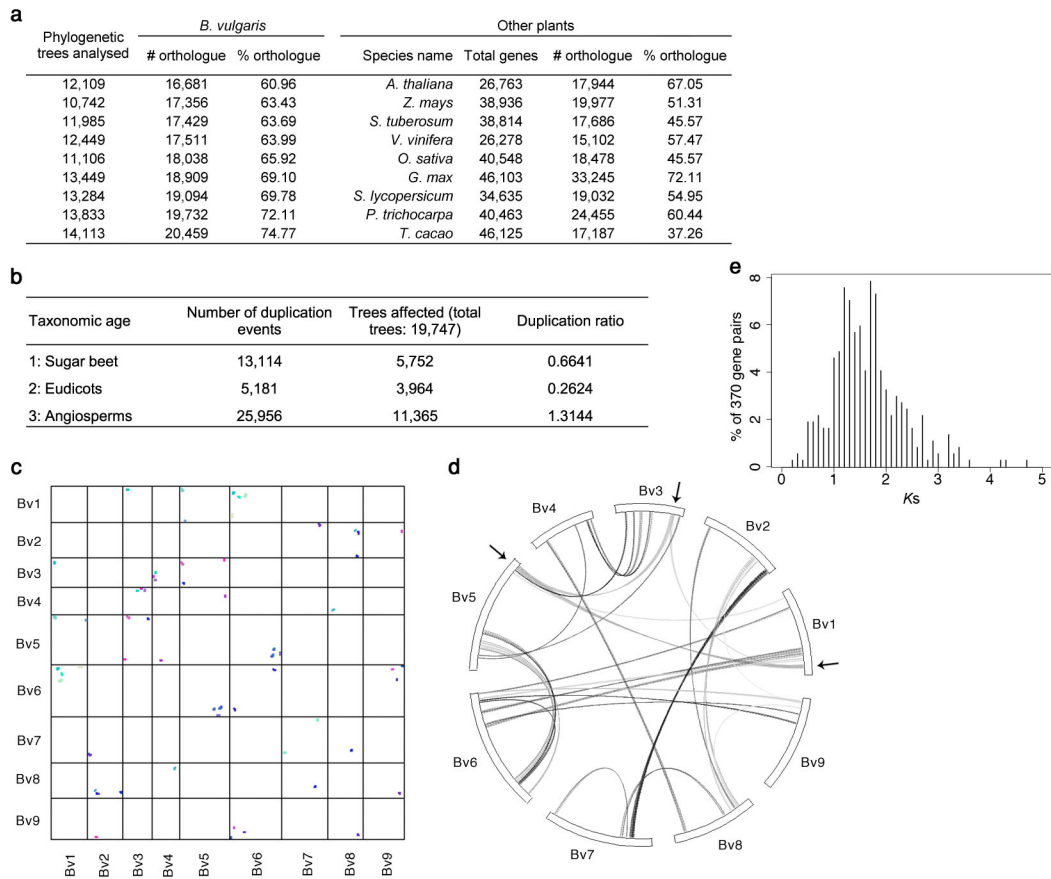 a
B. vulgaris Other plants
Phylogenetic trees analysed # orthologue % orthologue Species name Total genes # orthologue % orthologue
12,109 16,681 60.96 A. thaliana 26,763 17,944 67.05
10,742 17,356 63.43 Z. mays 38,936 19,977 51.31
11,985 17,429 63.69 S. tuberosum 38,814 17,686 45.57
12,449 17,511 63.99 V. vinifera 26,278 15,102 57.47
11,106 18,038 65.92 O. sativa 40,548 18,478 45.57
13,449 18,909 69.10 G. max 46,103 33,245 72.11
13,284 19,094 69.78 S. lycopersicum 34,635 19,032 54.95
13,833 19,732 72.11 P. trichocarpa 40,463 24,455 60.44
14,113 20,459 74.77 T. cacao 46,125 17,187 37.26
b
Taxonomic age Number of duplication events Trees affected (total trees: 19,747) Duplication ratio
1: Sugar beet 13,114 5,752 0.6641
2: Eudicots 5,181 3,964 0.2624
3: Angiosperms 25,956 11,365 1.3144
e
% of 370 gene pairs
8
6
4
2
0
0 1 2 3 4 5
Ks
c
Bv1
Bv2
Bv3
Bv4
Bv5
Bv6
Bv7
Bv8
Bv9
Bv1 Bv2 Bv3 Bv4 Bv5 Bv6 Bv7 Bv8 Bv9
d
Bv3
Bv4
Bv2
Bv5
Bv1
Bv6
Bv9
Bv7
Bv8